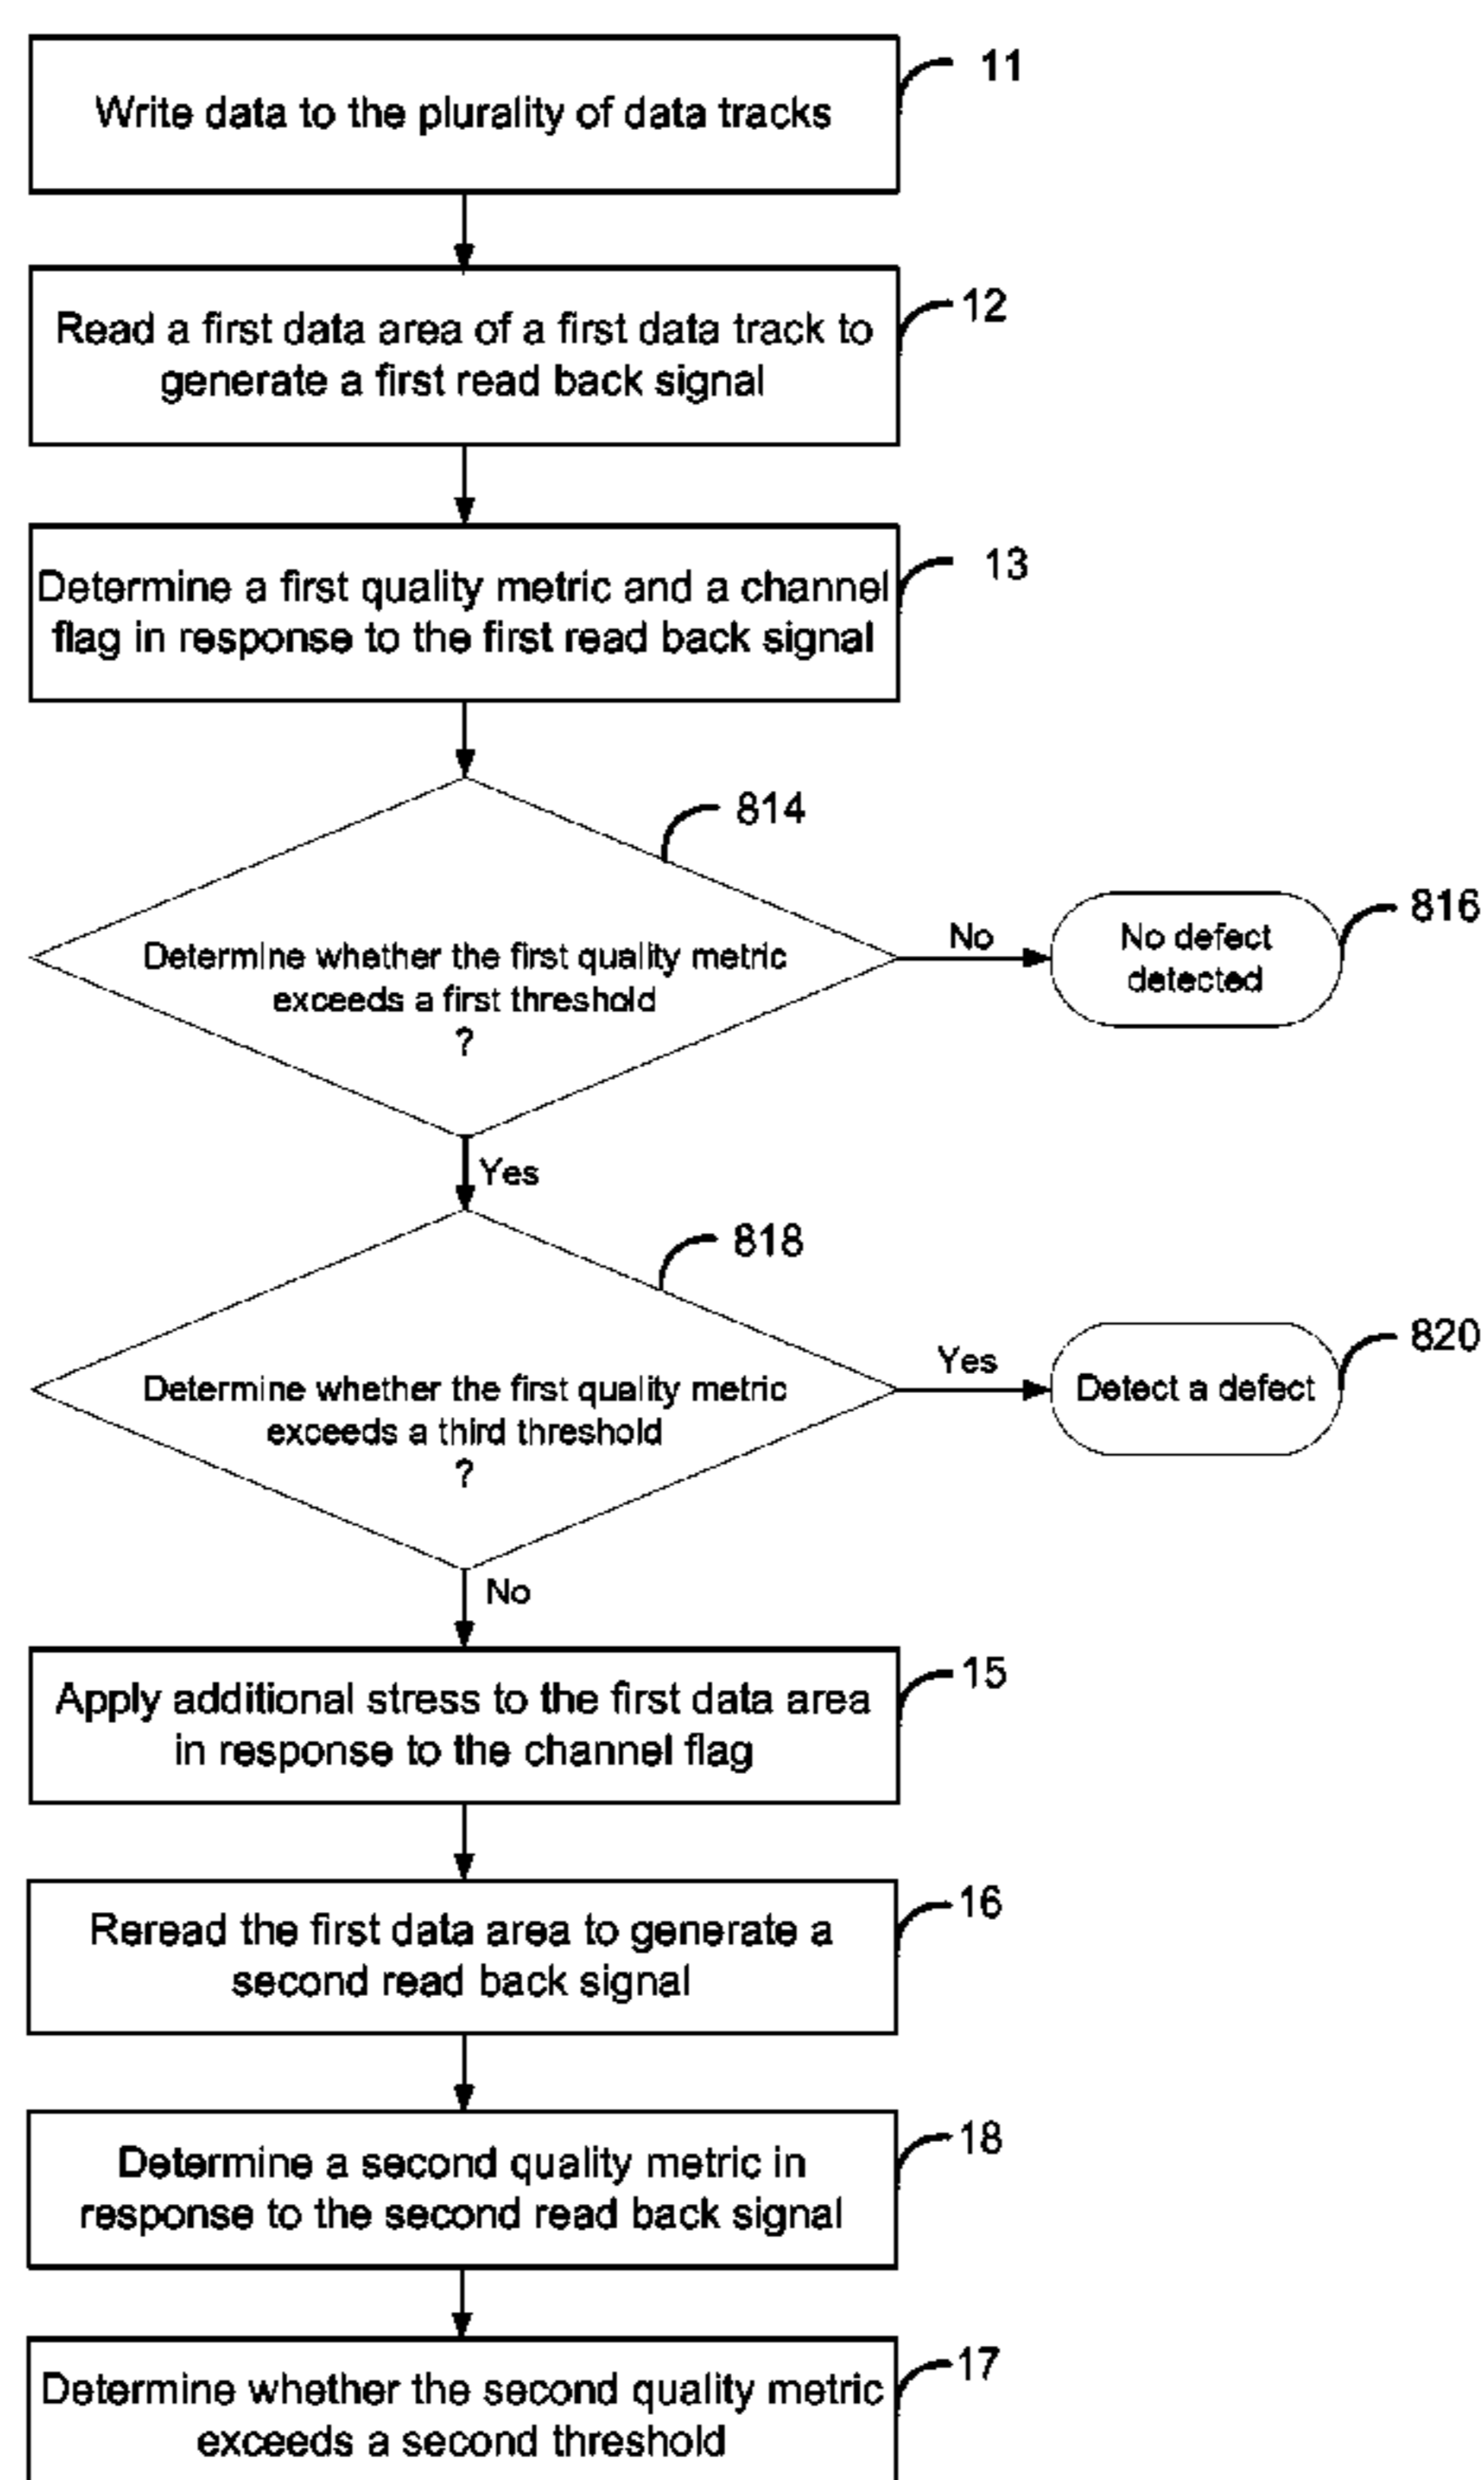 Write data to the plurality of data tracks
11
Read a first data area of a first data track to
generate a first read back signal
12
Determine a first quality metric and a channel
flag in response to the first read back signal
13
814
Determine whether the first quality metric
exceeds a first threshold
?
No
No defect
detected
816
Yes
818
Determine whether the first quality metric
exceeds a third threshold
?
Yes
Detect a defect
820
No
Apply additional stress to the first data area
in response to the channel flag
15
Reread the first data area to generate a
second read back signal
16
Determine a second quality metric in
response to the second read back signal
18
Determine whether the second quality metric
exceeds a second threshold
17